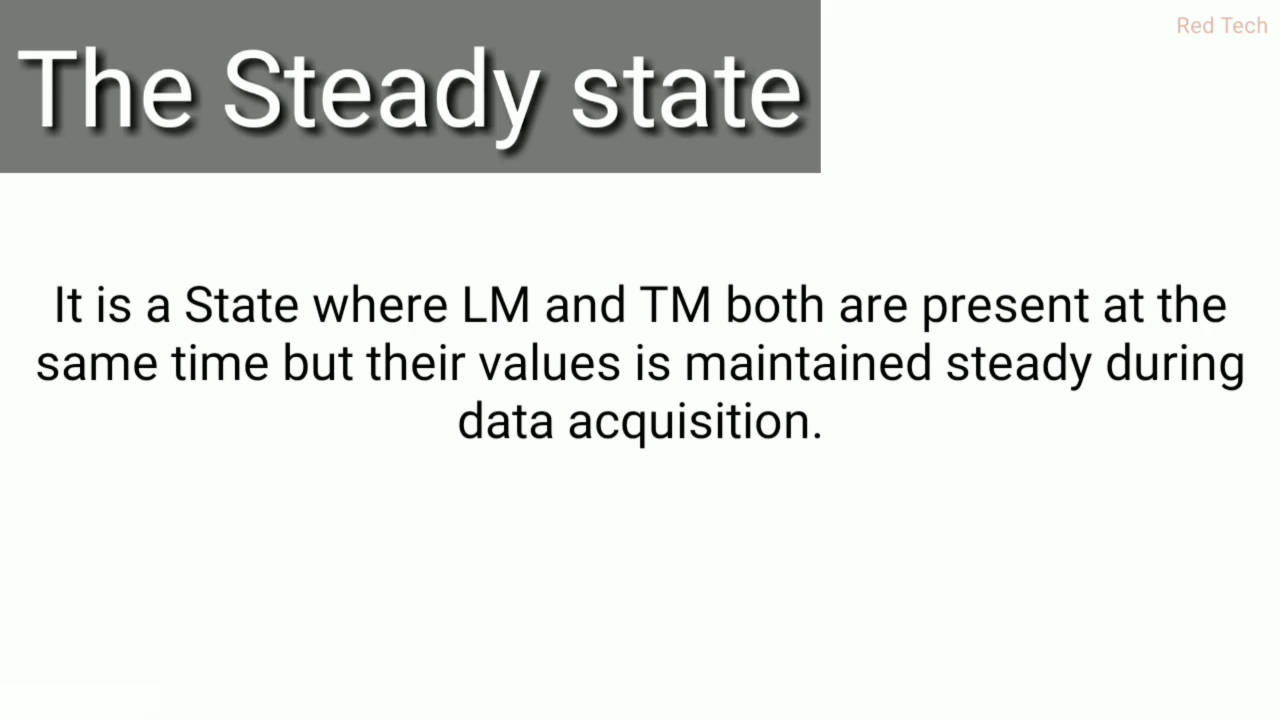 The Steady state
Red Tech
It is a State where LM and TM both are present at the
same time but their values is maintained steady during
data acquisition.